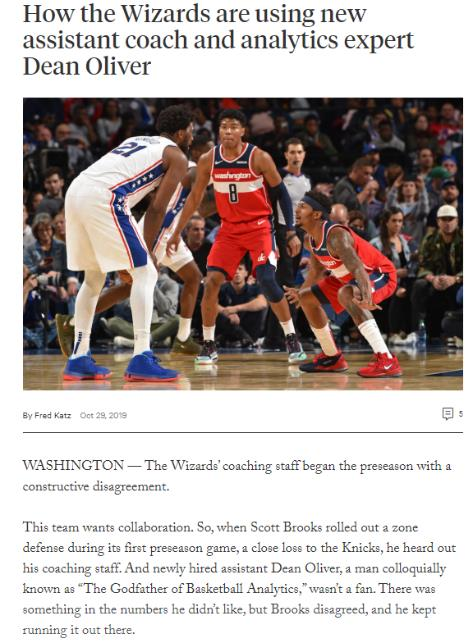 How the Wizards are using new
assistant coach and analytics expert
Dean Oliver
21
washington
8
By Fred Katz Oct 29, 2019
5
WASHINGTON — The Wizards' coaching staff began the preseason with a
constructive disagreement.
This team wants collaboration. So, when Scott Brooks rolled out a zone
defense during its first preseason game, a close loss to the Knicks, he heard out
his coaching staff. And newly hired assistant Dean Oliver, a man colloquially
known as “The Godfather of Basketball Analytics,” wasn't a fan. There was
something in the numbers he didn't like, but Brooks disagreed, and he kept
running it out there.